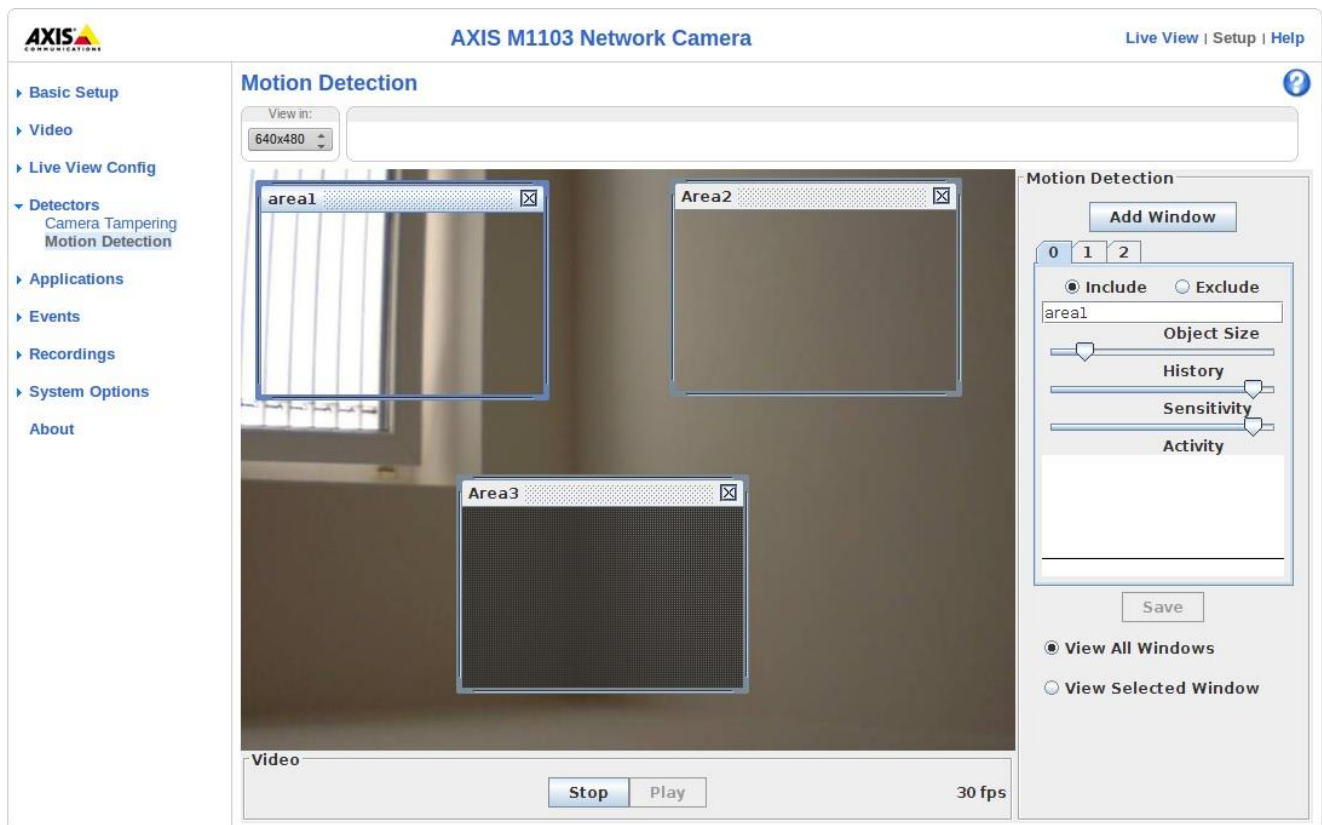 AXIS
COMMUNICATIONS
AXIS M1103 Network Camera
Live View | Setup | Help
Basic Setup
Video
Live View Config
Detectors
Camera Tampering
Motion Detection
Applications
Events
Recordings
System Options
About
Motion Detection
View in:
640x480
area1
Area2
Area3
Video
Stop
Play
30 fps
Motion Detection
Add Window
0 1 2
Include Exclude
area1
Object Size
History
Sensitivity
Activity
Save
View All Windows
View Selected Window